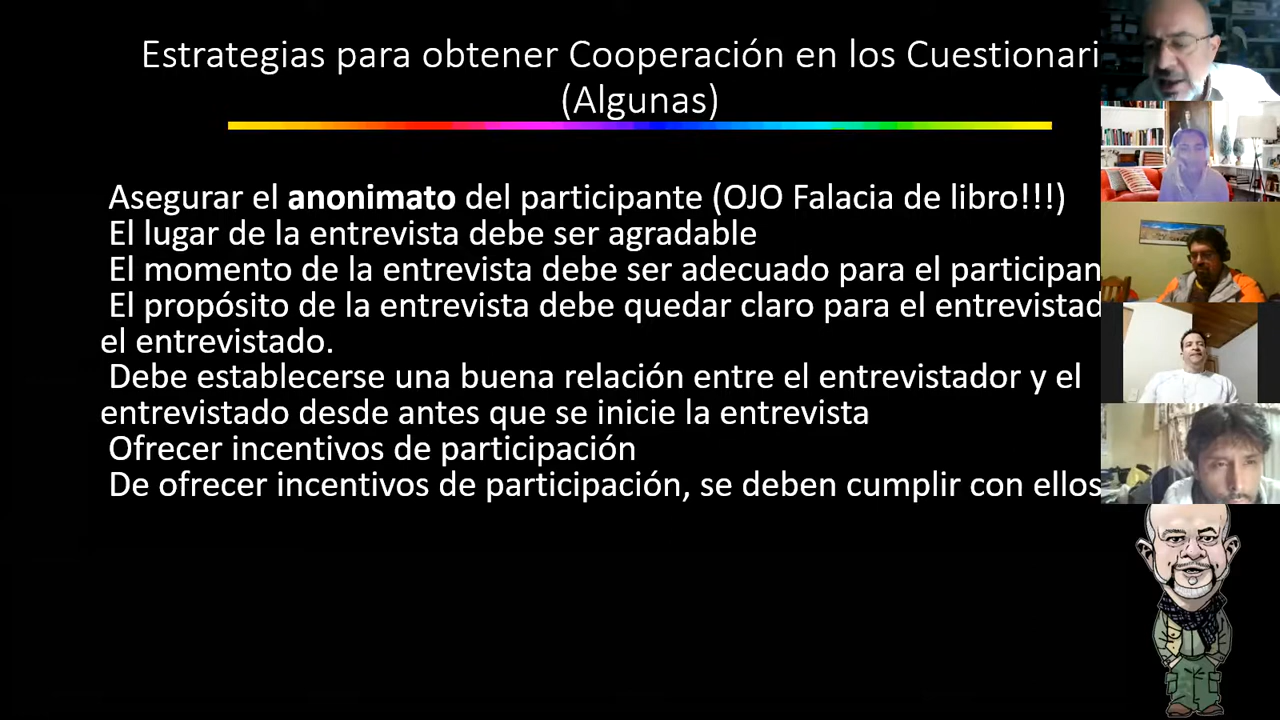 Estrategias para obtener Cooperación en los Cuestionari
(Algunas)
Asegurar el anonimato del participante (OJO Falacia de libro!!!)
El lugar de la entrevista debe ser agradable
El momento de la entrevista debe ser adecuado para el participan
El propósito de la entrevista debe quedar claro para el entrevistad
el entrevistado.
Debe establecerse una buena relación entre el entrevistador y el
entrevistado desde antes que se inicie la entrevista
Ofrecer incentivos de participación
De ofrecer incentivos de participación, se deben cumplir con ellos